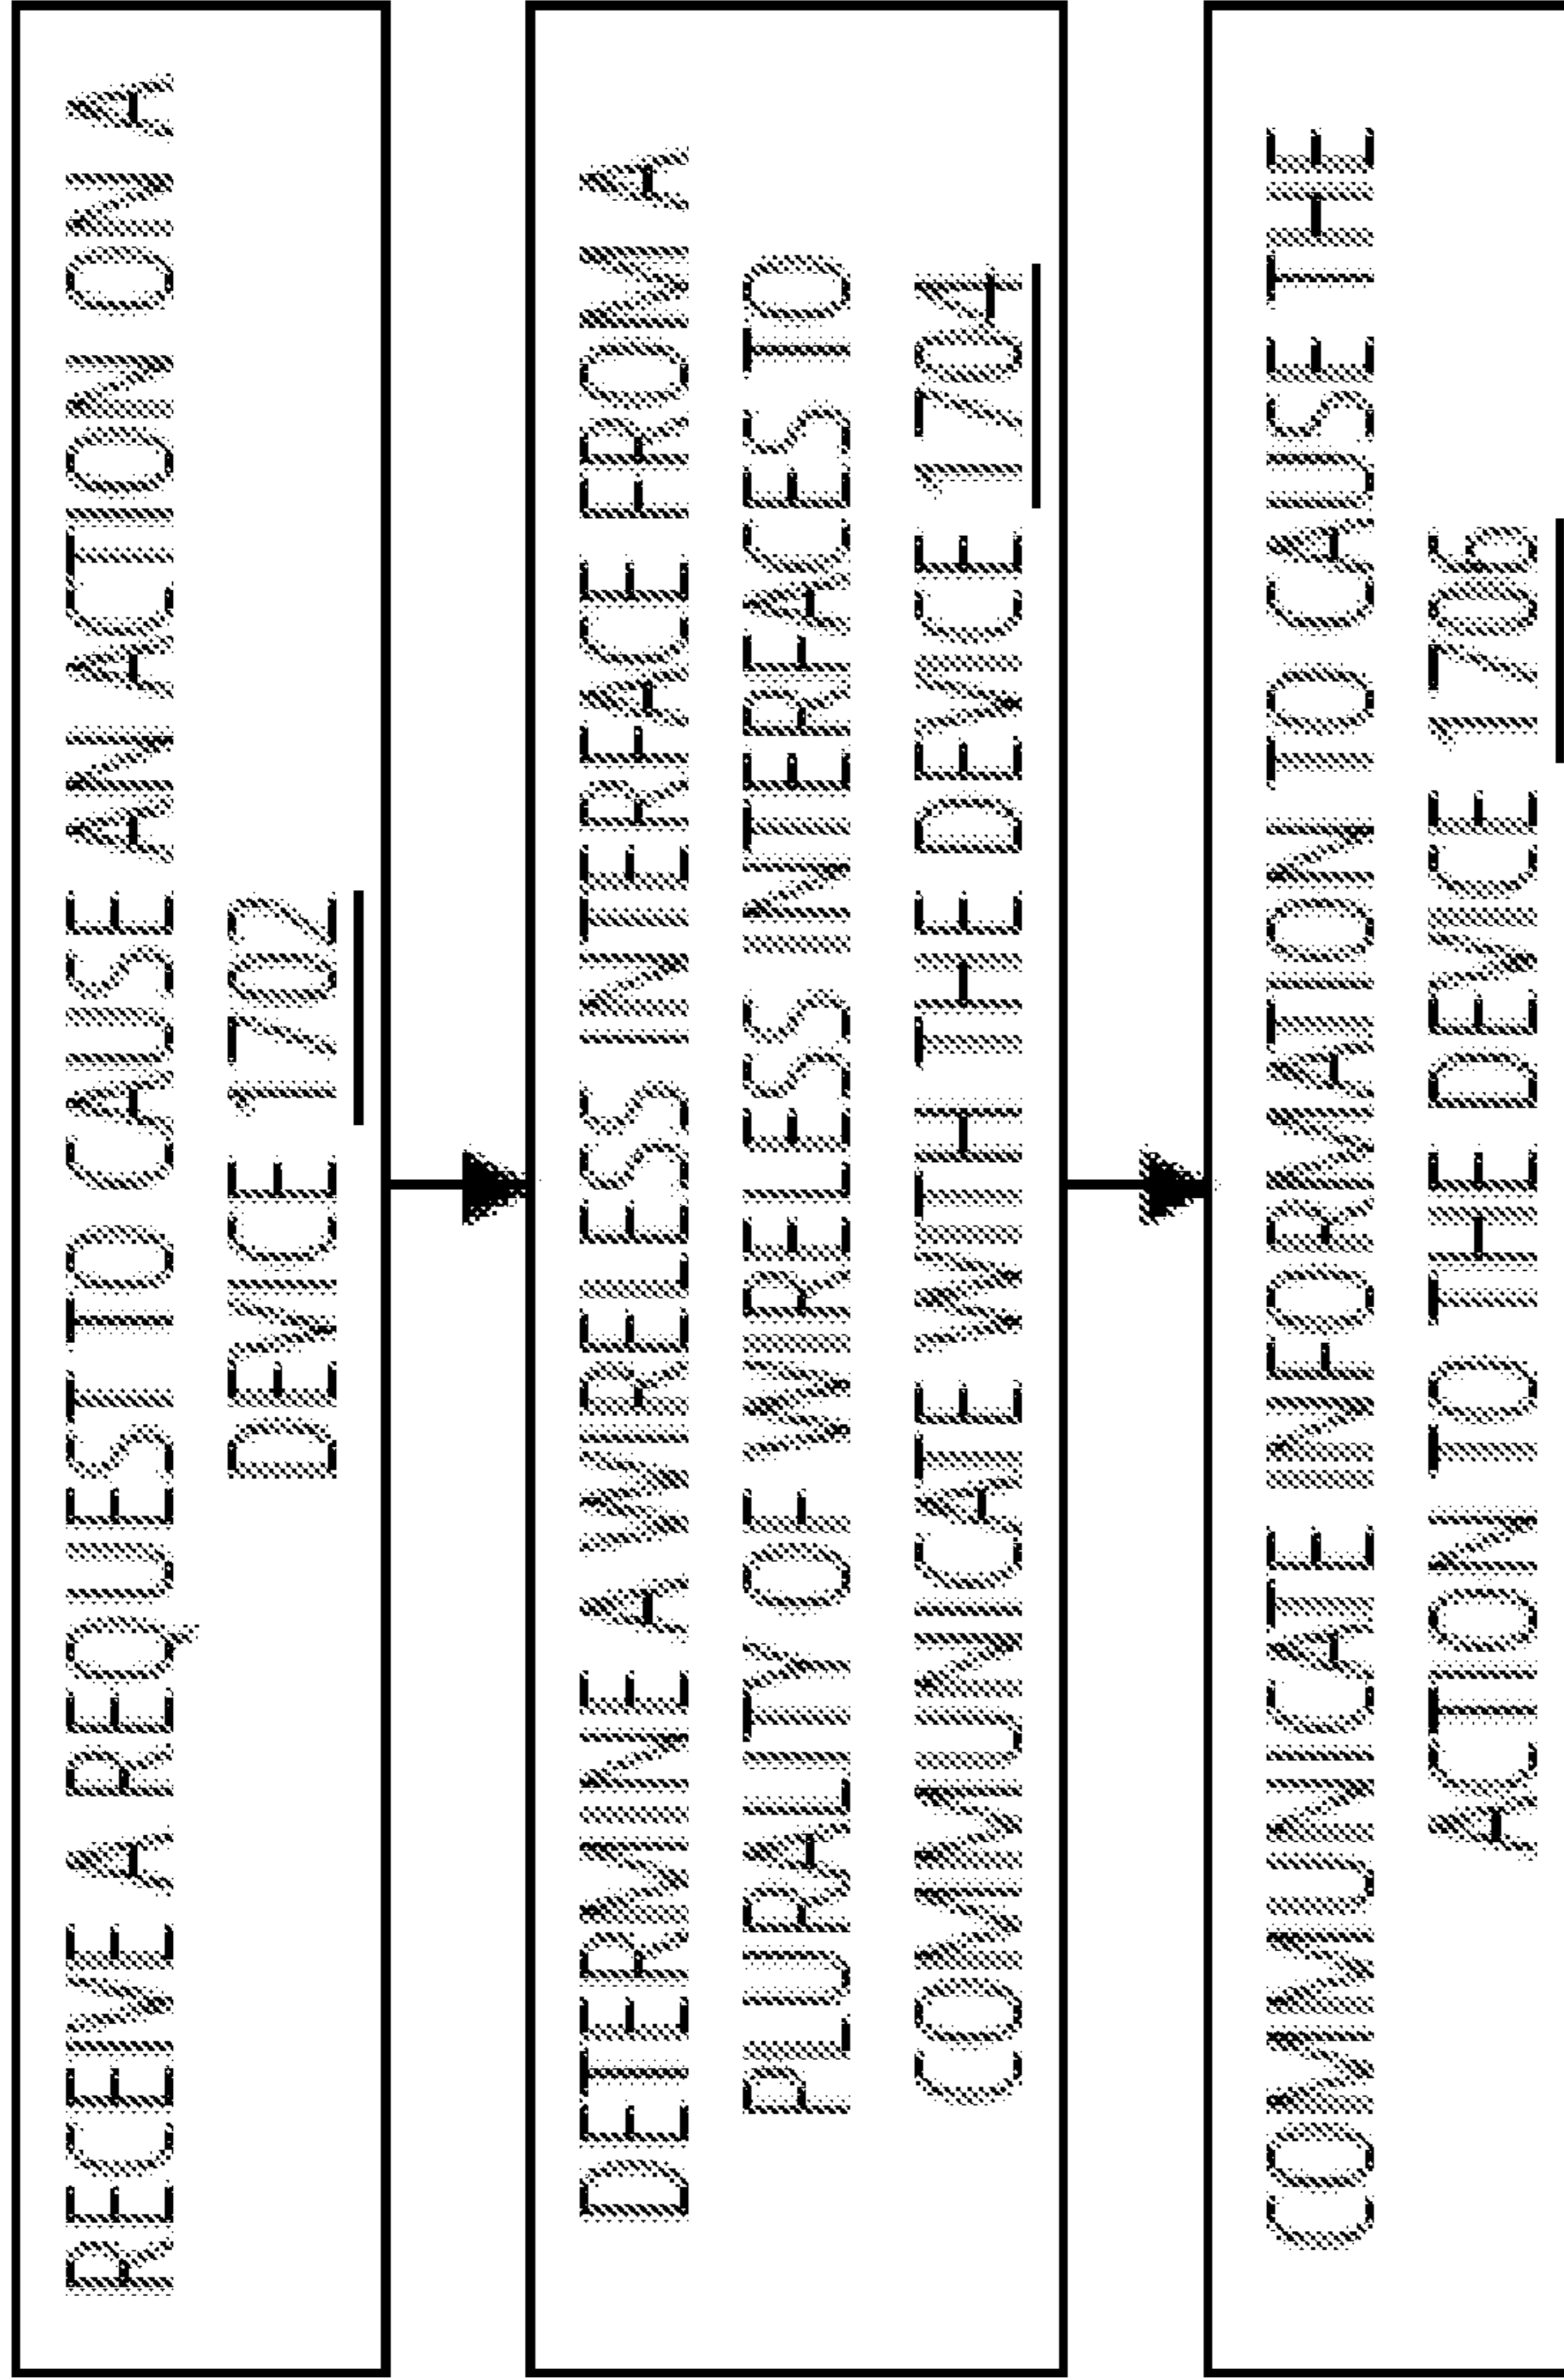 RECEIVE A REQUEST TO CAUSE AN ACTION ON A
DEVICE 1702
DETERMINE A WIRELESS INTERFACE FROM A
PLURALITY OF WIRELESS INTERFACES TO
COMMUNICATE WITH THE DEVICE 1704
COMMUNICATE INFORMATION TO CAUSE THE
ACTION TO THE DEVICE 1706